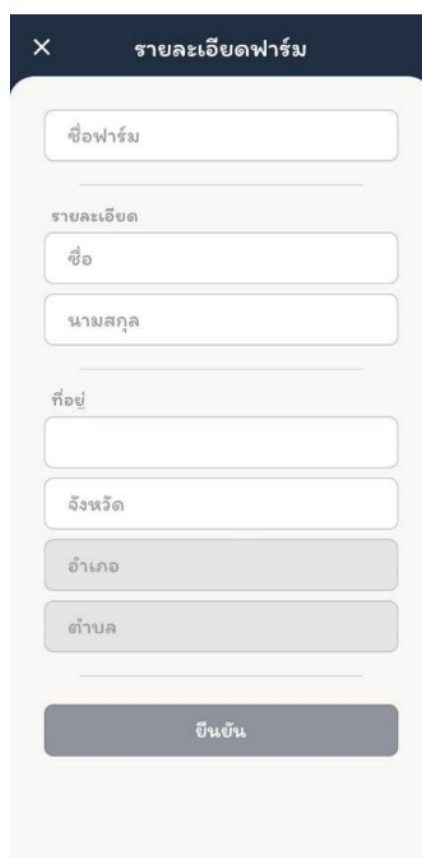 รายละเอียดฟาร์ม
ชื่อฟาร์ม
รายละเอียด
ชื่อ
นามสกุล
ที่อยู่
จังหวัด
อำเภอ
ตำบล
ยืนยัน